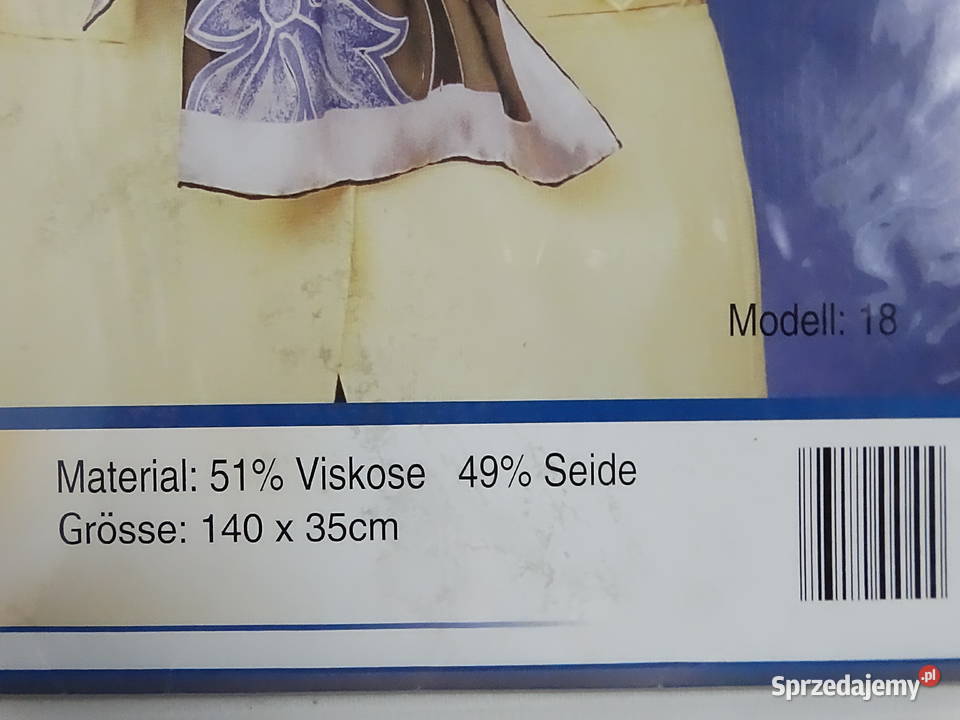 Modell: 18
Material: 51% Viskose 49% Seide
Grösse: 140 x 35cm
Sprzedajemy.pl